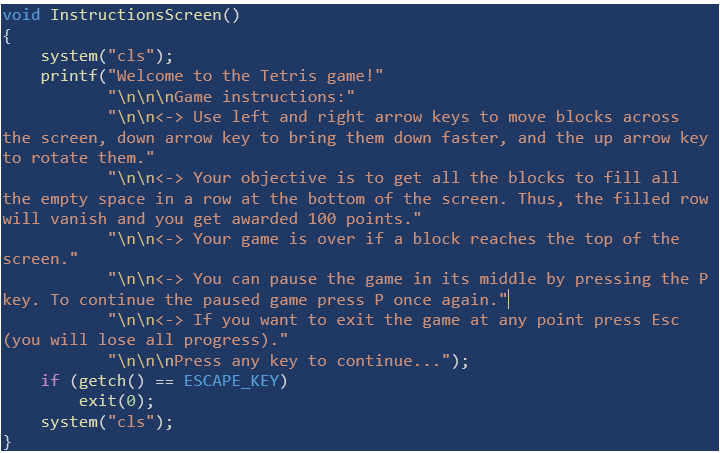 void InstructionsScreen()
{
    system("cls");
    printf("Welcome to the Tetris game!"
           "\n\n\nGame instructions:"
           "\n\n<-> Use left and right arrow keys to move blocks across
the screen, down arrow key to bring them down faster, and the up arrow key
to rotate them."
           "\n\n<-> Your objective is to get all the blocks to fill all
the empty space in a row at the bottom of the screen. Thus, the filled row
will vanish and you get awarded 100 points."
           "\n\n<-> Your game is over if a block reaches the top of the
screen."
           "\n\n<-> You can pause the game in its middle by pressing the P
key. To continue the paused game press P once again."
           "\n\n<-> If you want to exit the game at any point press Esc
(you will lose all progress)."
           "\n\n\nPress any key to continue...");
    if (getch() == ESCAPE_KEY)
        exit(0);
    system("cls");
}